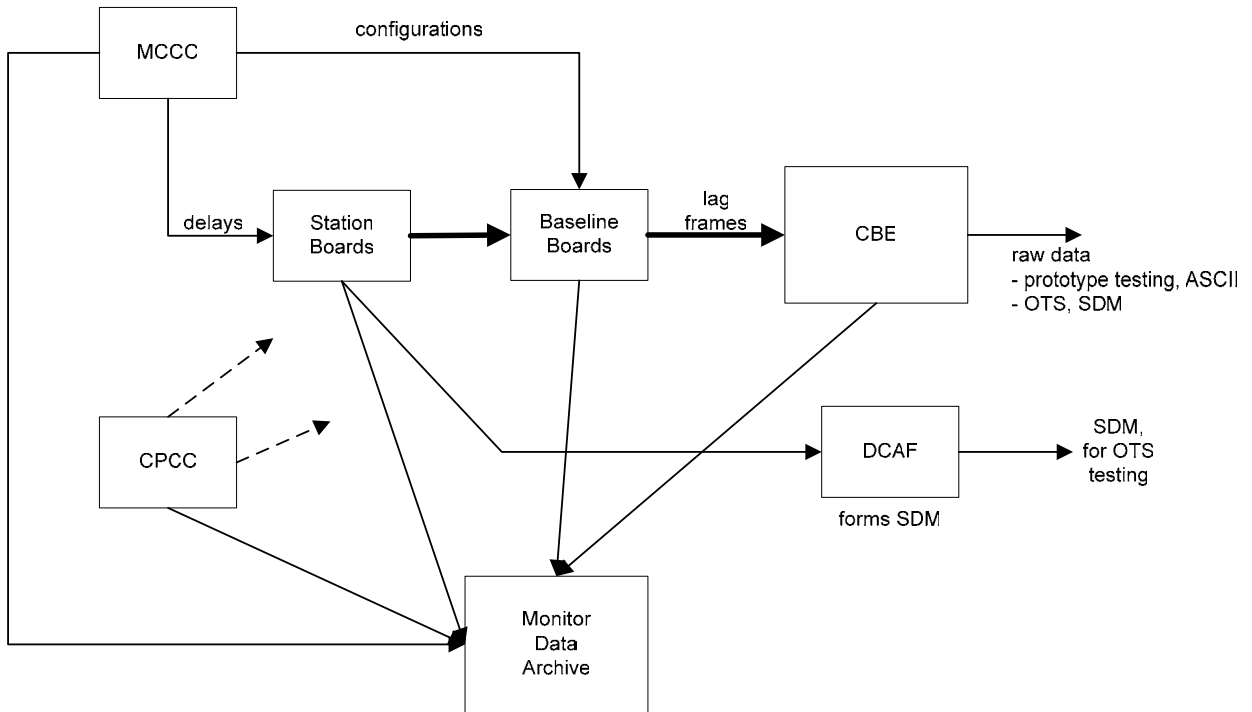 MCCC
configurations
delays
Station
Boards
Baseline
Boards
lag
frames
CBE
raw data
- prototype testing, ASCII
- OTS, SDM
CPCC
DCAF
forms SDM
SDM,
for OTS
testing
Monitor
Data
Archive